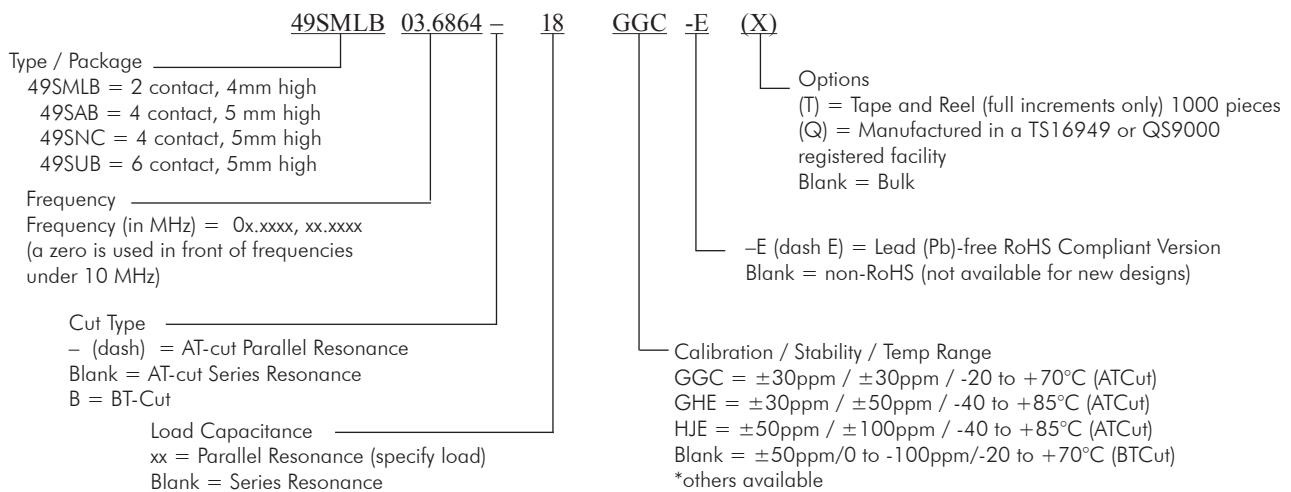 49SMLB 03.6864 – 18 GGC -E (X)
Type / Package
49SMLB = 2 contact, 4mm high
49SAB = 4 contact, 5 mm high
49SNC = 4 contact, 5mm high
49SUB = 6 contact, 5mm high
Frequency
Frequency (in MHz) = 0x.xxxx, xx.xxxx
(a zero is used in front of frequencies
under 10 MHz)
Cut Type
– (dash) = AT-cut Parallel Resonance
Blank = AT-cut Series Resonance
B = BT-Cut
Load Capacitance
xx = Parallel Resonance (specify load)
Blank = Series Resonance
Options
(T) = Tape and Reel (full increments only) 1000 pieces
(Q) = Manufactured in a TS16949 or QS9000
registered facility
Blank = Bulk
–E (dash E) = Lead (Pb)-free RoHS Compliant Version
Blank = non-RoHS (not available for new designs)
Calibration / Stability / Temp Range
GGC = ±30ppm / ±30ppm / -20 to +70°C (ATCut)
GHE = ±30ppm / ±50ppm / -40 to +85°C (ATCut)
HJE = ±50ppm / ±100ppm / -40 to +85°C (ATCut)
Blank = ±50ppm/0 to -100ppm/-20 to +70°C (BTCut)
*others available